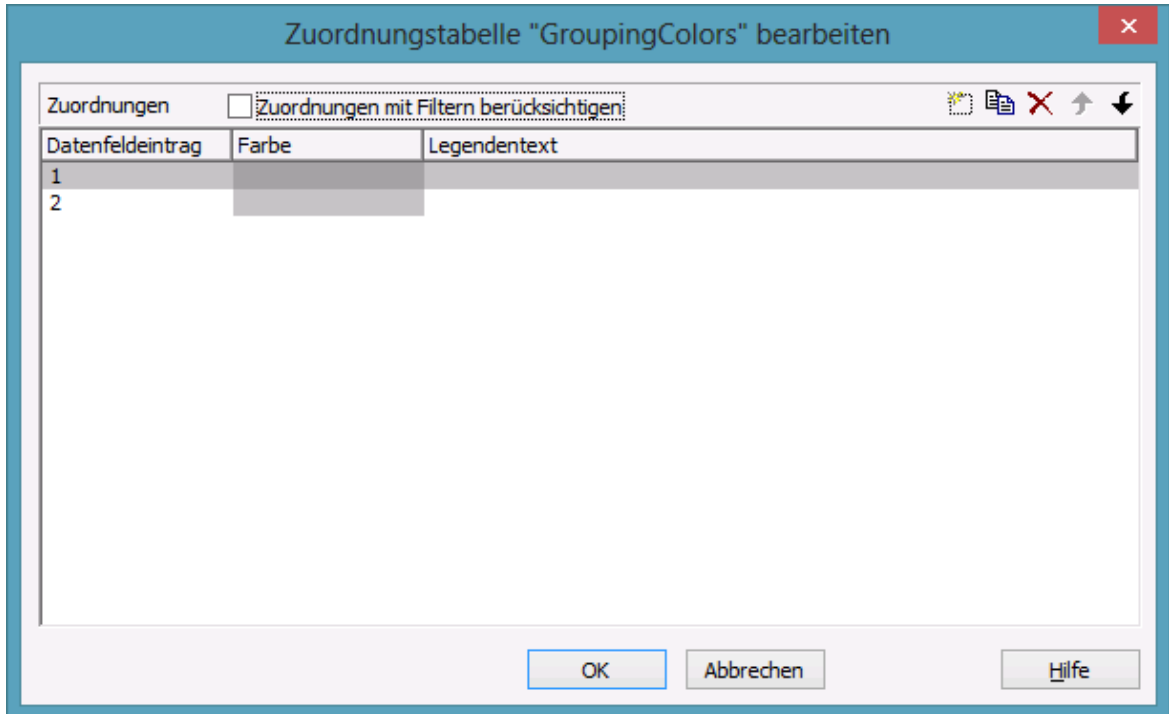 Zuordnungstabelle "GroupingColors" bearbeiten
Zuordnungen Zuordnungen mit Filtern berücksichtigen
Datenfeldeintrag Farbe Legendentext
1
2
OK Abbrechen Hilfe